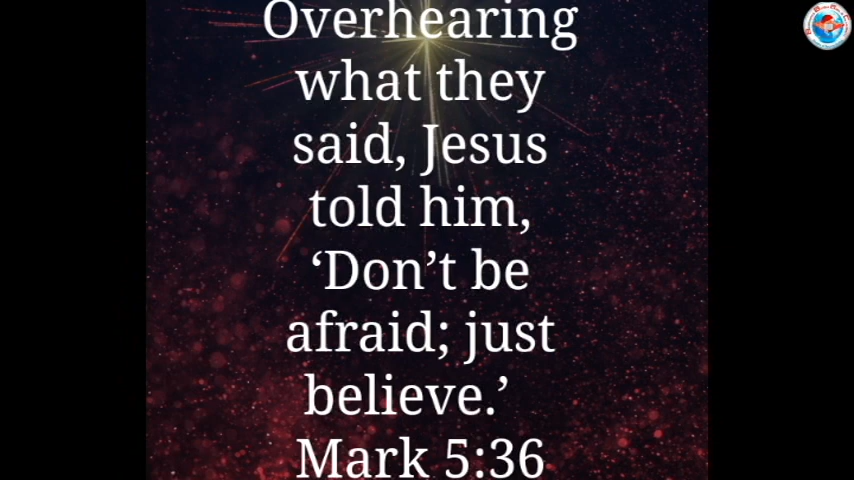 Overhearing
what they
said, Jesus
told him,
‘Don’t be
afraid; just
believe.’
Mark 5:36